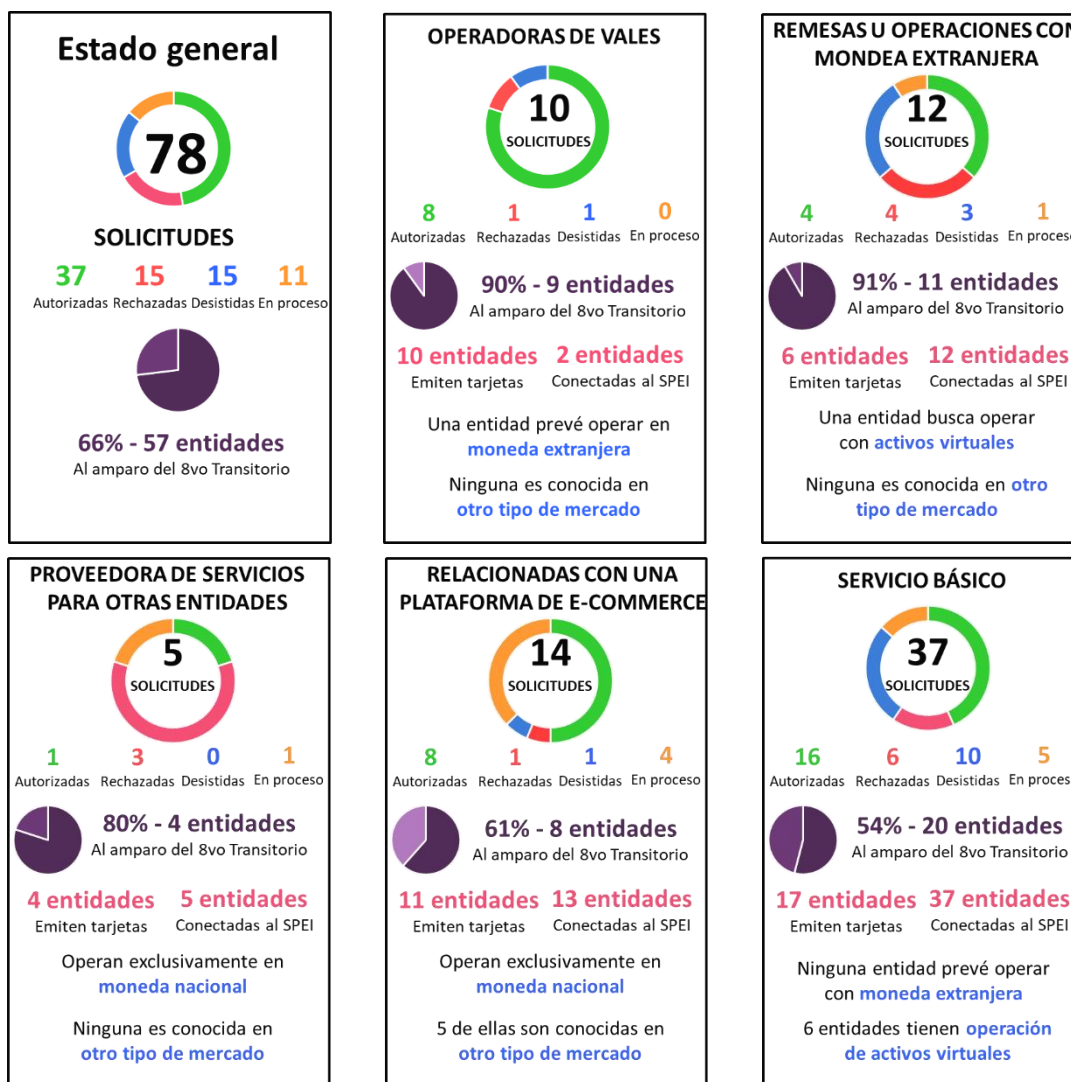 Estado general
78
SOLICITUDES
37 15 15 11
Autorizadas Rechazadas Desistidas En proceso
66% - 57 entidades
Al amparo del 8vo Transitorio
OPERADORAS DE VALES
10
SOLICITUDES
8 1 1 0
Autorizadas Rechazadas Desistidas En proceso
90% - 9 entidades
Al amparo del 8vo Transitorio
10 entidades 2 entidades
Emiten tarjetas Conectadas al SPEI
Una entidad prevé operar en
moneda extranjera
Ninguna es conocida en
otro tipo de mercado
REMESAS U OPERACIONES CON
MONDEA EXTRANJERA
12
SOLICITUDES
4 4 3 1
Autorizadas Rechazadas Desistidas En proceso
91% - 11 entidades
Al amparo del 8vo Transitorio
6 entidades 12 entidades
Emiten tarjetas Conectadas al SPEI
Una entidad busca operar
con activos virtuales
Ninguna es conocida en otro
tipo de mercado
PROVEEDORA DE SERVICIOS
PARA OTRAS ENTIDADES
5
SOLICITUDES
1 3 0 1
Autorizadas Rechazadas Desistidas En proceso
80% - 4 entidades
Al amparo del 8vo Transitorio
4 entidades 5 entidades
Emiten tarjetas Conectadas al SPEI
Operan exclusivamente en
moneda nacional
Ninguna es conocida en
otro tipo de mercado
RELACIONADAS CON UNA
PLATAFORMA DE E-COMMERCE
14
SOLICITUDES
8 1 1 4
Autorizadas Rechazadas Desistidas En proceso
61% - 8 entidades
Al amparo del 8vo Transitorio
11 entidades 13 entidades
Emiten tarjetas Conectadas al SPEI
Operan exclusivamente en
moneda nacional
5 de ellas son conocidas en
otro tipo de mercado
SERVICIO BÁSICO
37
SOLICITUDES
16 6 10 5
Autorizadas Rechazadas Desistidas En proceso
54% - 20 entidades
Al amparo del 8vo Transitorio
17 entidades 37 entidades
Emiten tarjetas Conectadas al SPEI
Ninguna entidad prevé operar
con moneda extranjera
6 entidades tienen operación
de activos virtuales